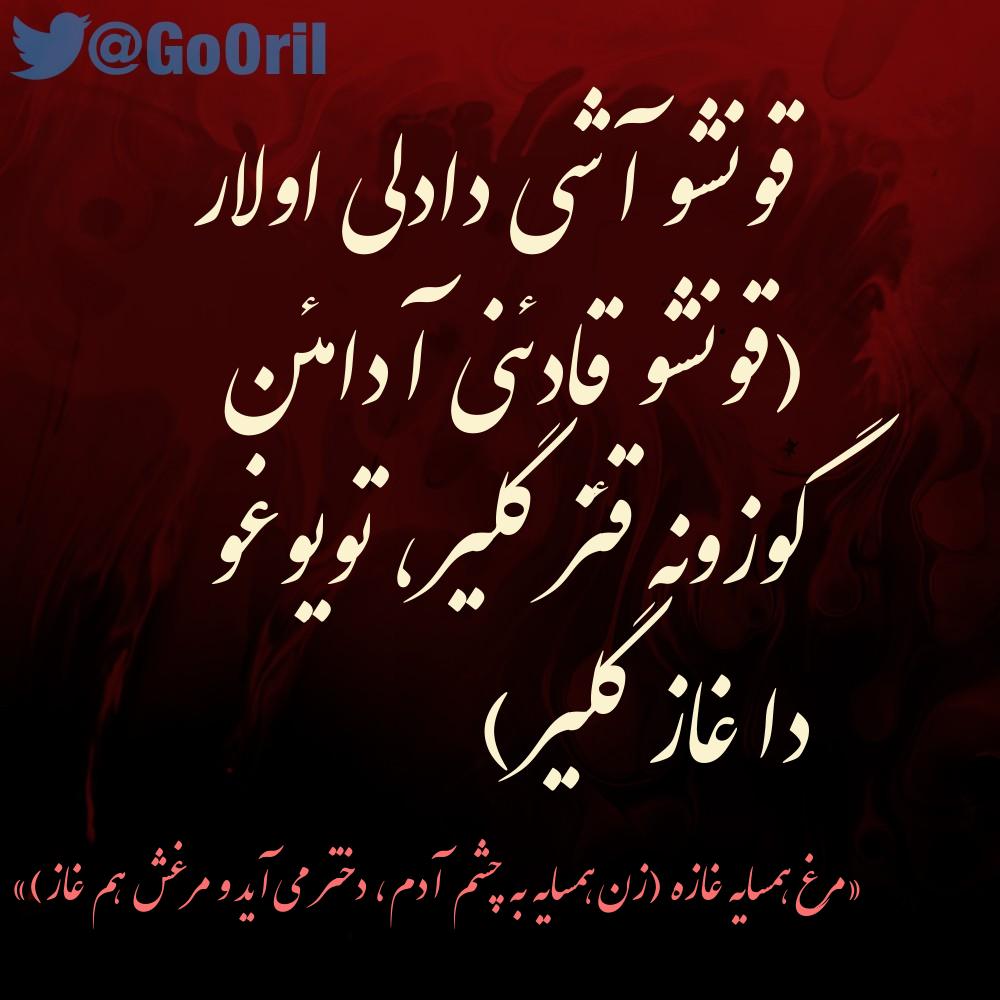 @GoOril
قونشو آشی دادلی اولار
(قونشو قادئنی آدامئن
گوزونه قئز گلیر، تویوغو
دا غاز گلیر)
«مرغ همسایه غازه (زن همسایه به چشم آدم، دختر می آید و مرغش هم غاز)»